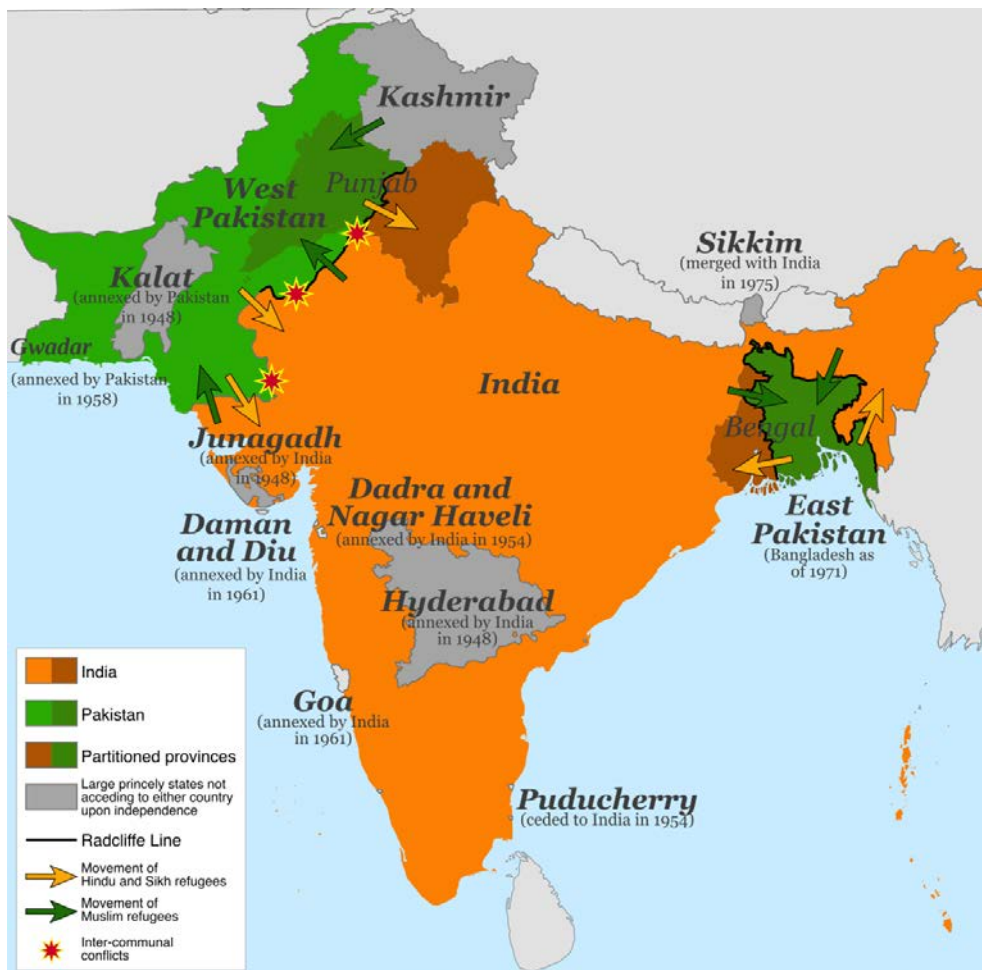 Kashmir
Punjab
West
Pakistan
Sikkim
(merged with India
in 1975)
Kalat
(annexed by Pakistan
in 1948)
Gwadar
(annexed by Pakistan
in 1958)
India
Bengal
Junagadh
(annexed by India
in 1948)
Dadra and
Nagar Haveli
(annexed by India in 1954)
East
Pakistan
(Bangladesh as
of 1971)
Daman
and Diu
(annexed by India
in 1961)
Hyderabad
(annexed by India
in 1948)
Goa
(annexed by India
in 1961)
Puducherry
(ceded to India in 1954)
India
Pakistan
Partitioned provinces
Large princely states not
acceding to either country
upon independence
Radcliffe Line
Movement of
Hindu and Sikh refugees
Movement of
Muslim refugees
Inter-communal
conflicts